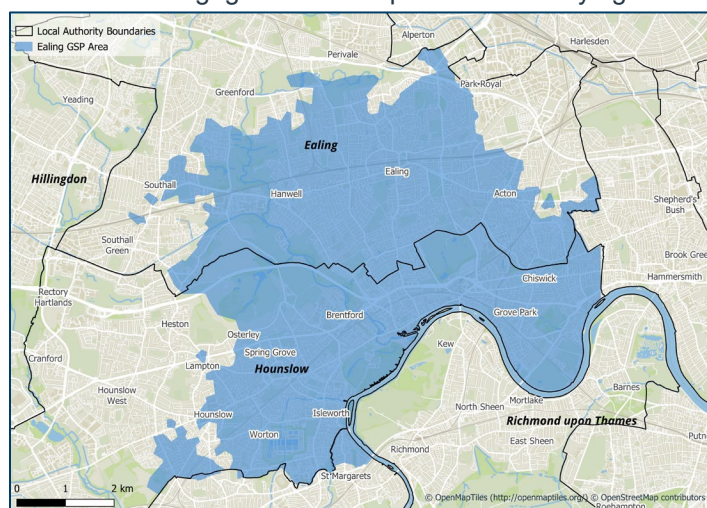 Local Authority Boundaries
Ealing GSP Area
Alperton
Harlesden
Perivale
Park Royal
Yeading
Greenford
Ealing
Hillingdon
Southall
Hanwell
Ealing
Acton
Shepherd's
Bush
Southall
Green
Brook Gree
Chiswick
Hammersmith
Rectory
Hartlands
Heston
Brentford
Grove Park
Osterley
Cranford
Lampton
Spring Grove
Kew
Hounslow
Barnes
Hounslow
West
Hounslow
Isleworth
North Sheen
Mortlake
Richmond upon Thames
Worton
Richmond
East Sheen
Putne
St Margarets
0 1 2 km
© OpenMapTiles (http://openmaptiles.org/) © OpenStreetMap contributors
Roehampton